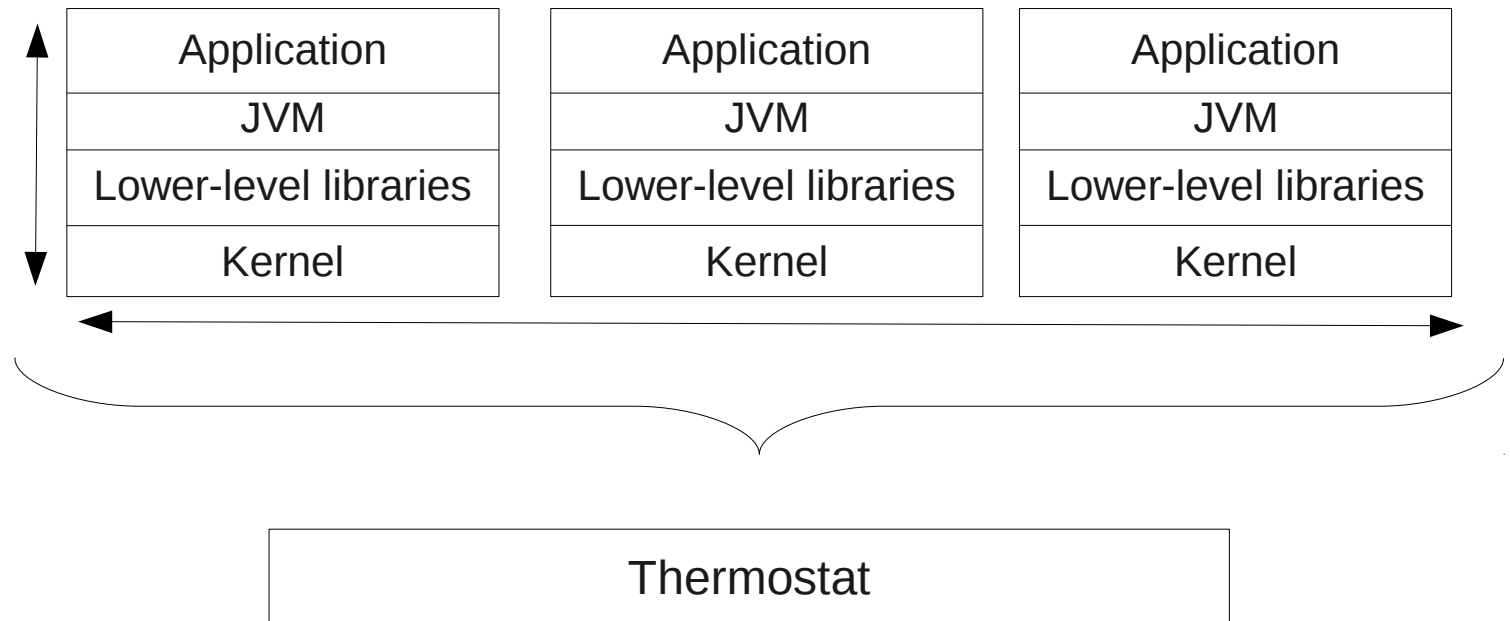 Application
JVM
Lower-level libraries
Kernel
Application
JVM
Lower-level libraries
Kernel
Application
JVM
Lower-level libraries
Kernel
Thermostat